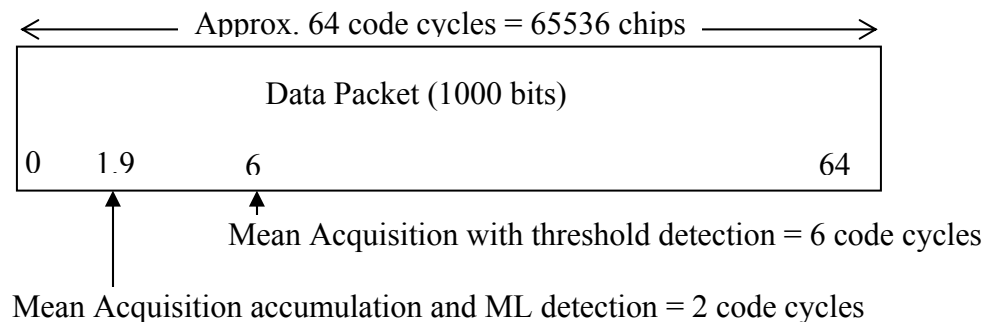 Approx. 64 code cycles = 65536 chips
Data Packet (1000 bits)
0 1.9 6 64
Mean Acquisition with threshold detection = 6 code cycles
Mean Acquisition accumulation and ML detection = 2 code cycles